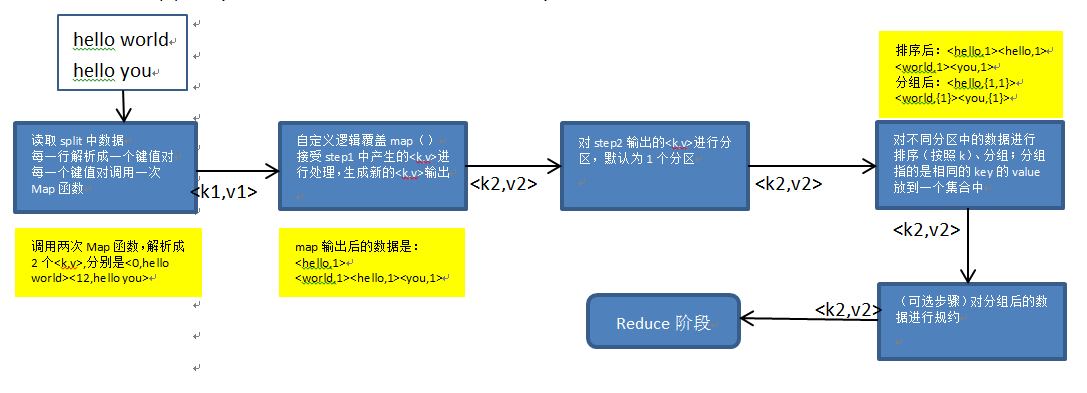 hello world
hello you
读取 split 中数据
每一行解析成一个键值对
每一个键值对调用一次
Map 函数
<k1,v1>
调用两次 Map 函数，解析成
2 个<k,v>,分别是<0,hello
world><12,hello you>
自定义逻辑覆盖 map（）
接受 step1 中产生的<k,v>进
行处理，生成新的<k,v>输出
<k2,v2>
map 输出后的数据是：
<hello,1>
<world,1><hello,1><you,1>
对 step2 输出的<k,v>进行分
区，默认为 1 个分区
<k2,v2>
排序后：<hello,1><hello,1>
<world,1><you,1>
分组后：<hello,{1,1}>
<world,{1}><you,{1}>
对不同分区中的数据进行
排序（按照 k）、分组；分组
指的是相同的 key 的 value
放到一个集合中
<k2,v2>
（可选步骤）对分组后的数
据进行规约
<k2,v2>
Reduce 阶段